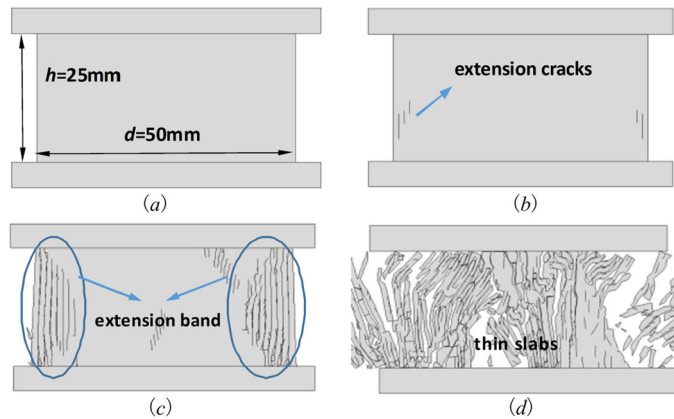 h=25mm
d=50mm
(a)
extension cracks
(b)
extension band
(c)
thin slabs
(d)